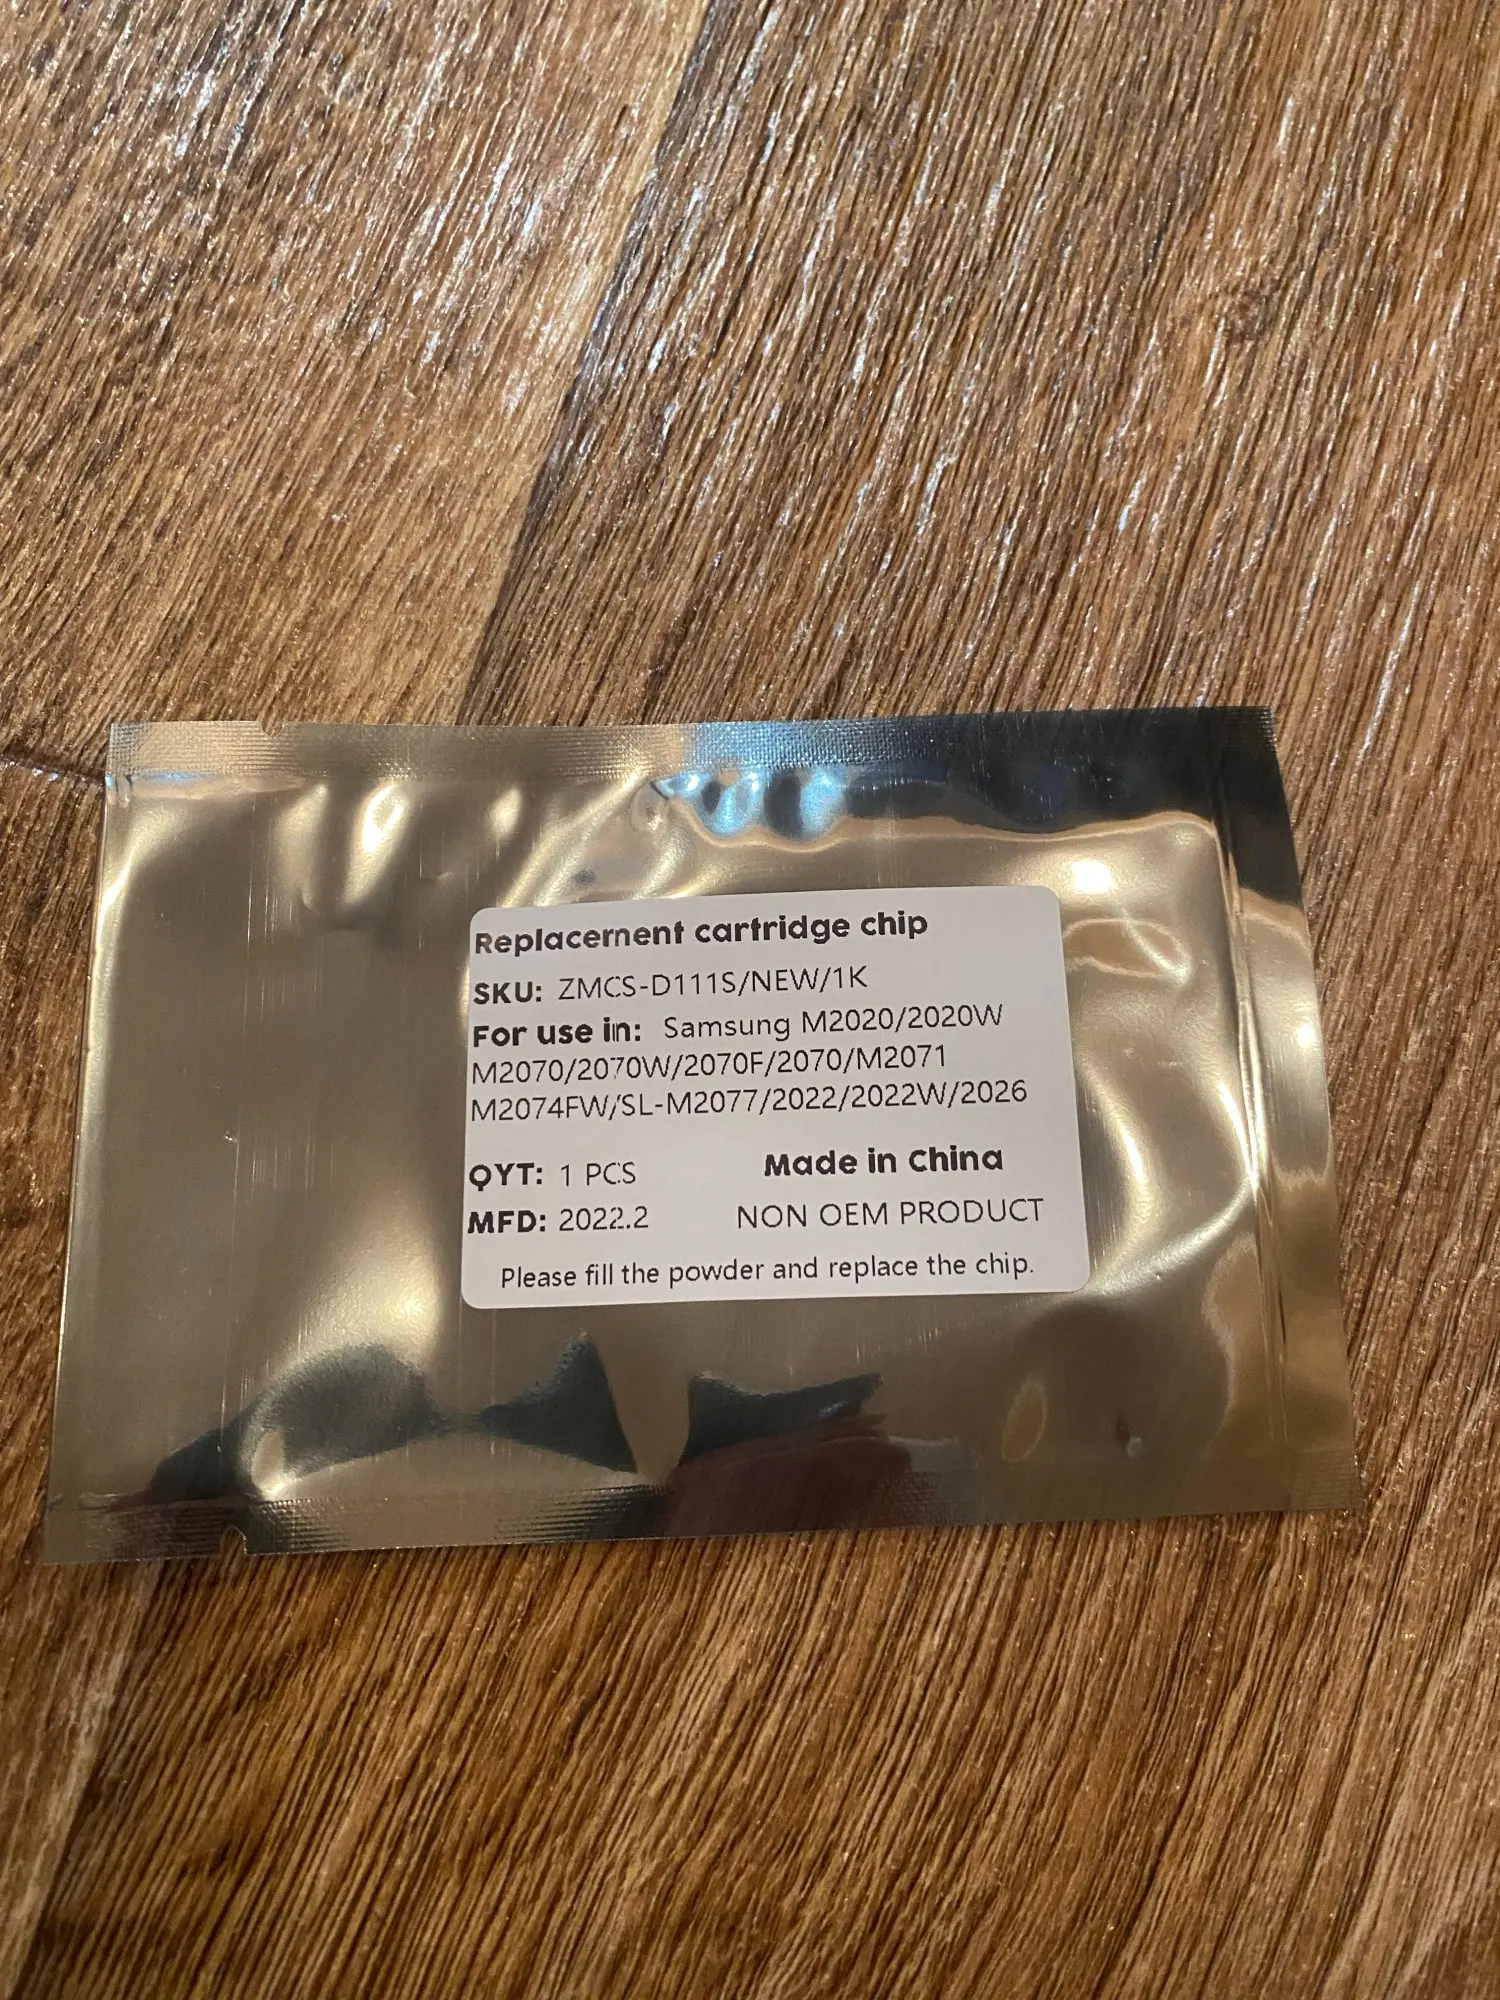 Replacement cartridge chip
SKU: ZMCS-D111S/NEW/1K
For use in: Samsung M2020/2020W
M2070/2070W/2070F/2070/M2071
M2074FW/SL-M2077/2022/2022W/2026
QYT: 1 PCS
Made in China
MFD: 2022.2
NON OEM PRODUCT
Please fill the powder and replace the chip.